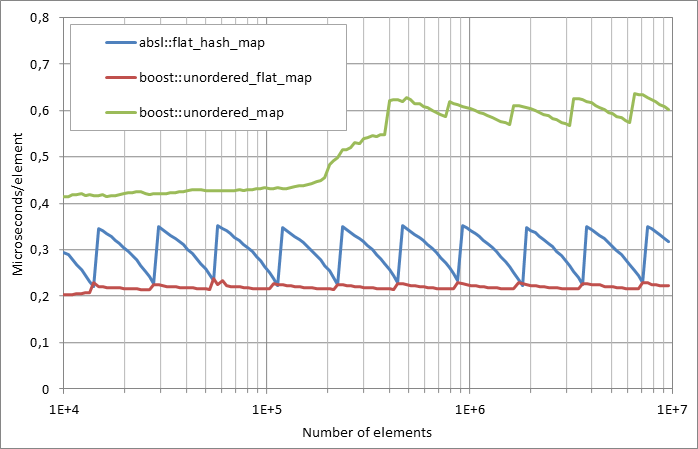 0,8
0,7
0,6
0,5
0,4
0,3
0,2
0,1
0
Microseconds/element
absl::flat_hash_map
boost::unordered_flat_map
boost::unordered_map
1E+4 1E+5 1E+6 1E+7
Number of elements